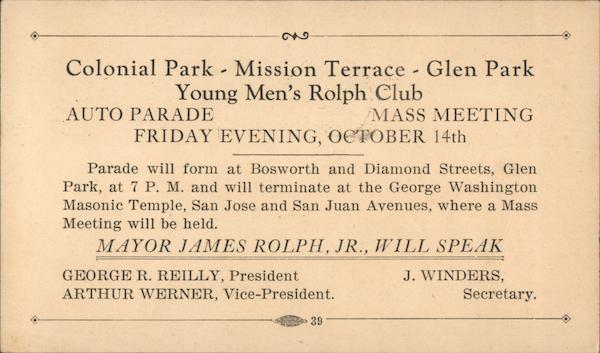 Colonial Park - Mission Terrace - Glen Park
Young Men's Rolph Club
AUTO PARADE MASS MEETING
FRIDAY EVENING, OCTOBER 14th
Parade will form at Bosworth and Diamond Streets, Glen
Park, at 7 P. M. and will terminate at the George Washington
Masonic Temple, San Jose and San Juan Avenues, where a Mass
Meeting will be held.
MAYOR JAMES ROLPH, JR., WILL SPEAK
GEORGE R. REILLY, President J. WINDERS,
ARTHUR WERNER, Vice-President. Secretary.
39